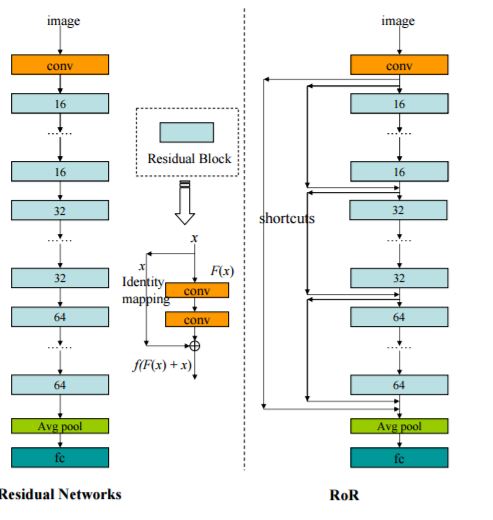 image
conv
16
......
16
32
......
32
64
......
64
Avg pool
fc
Residual Networks
Residual Block
x
x
F(x)
Identity
mapping
conv
conv
f(F(x) + x)
image
conv
16
......
16
shortcuts
32
......
32
64
......
64
Avg pool
fc
RoR